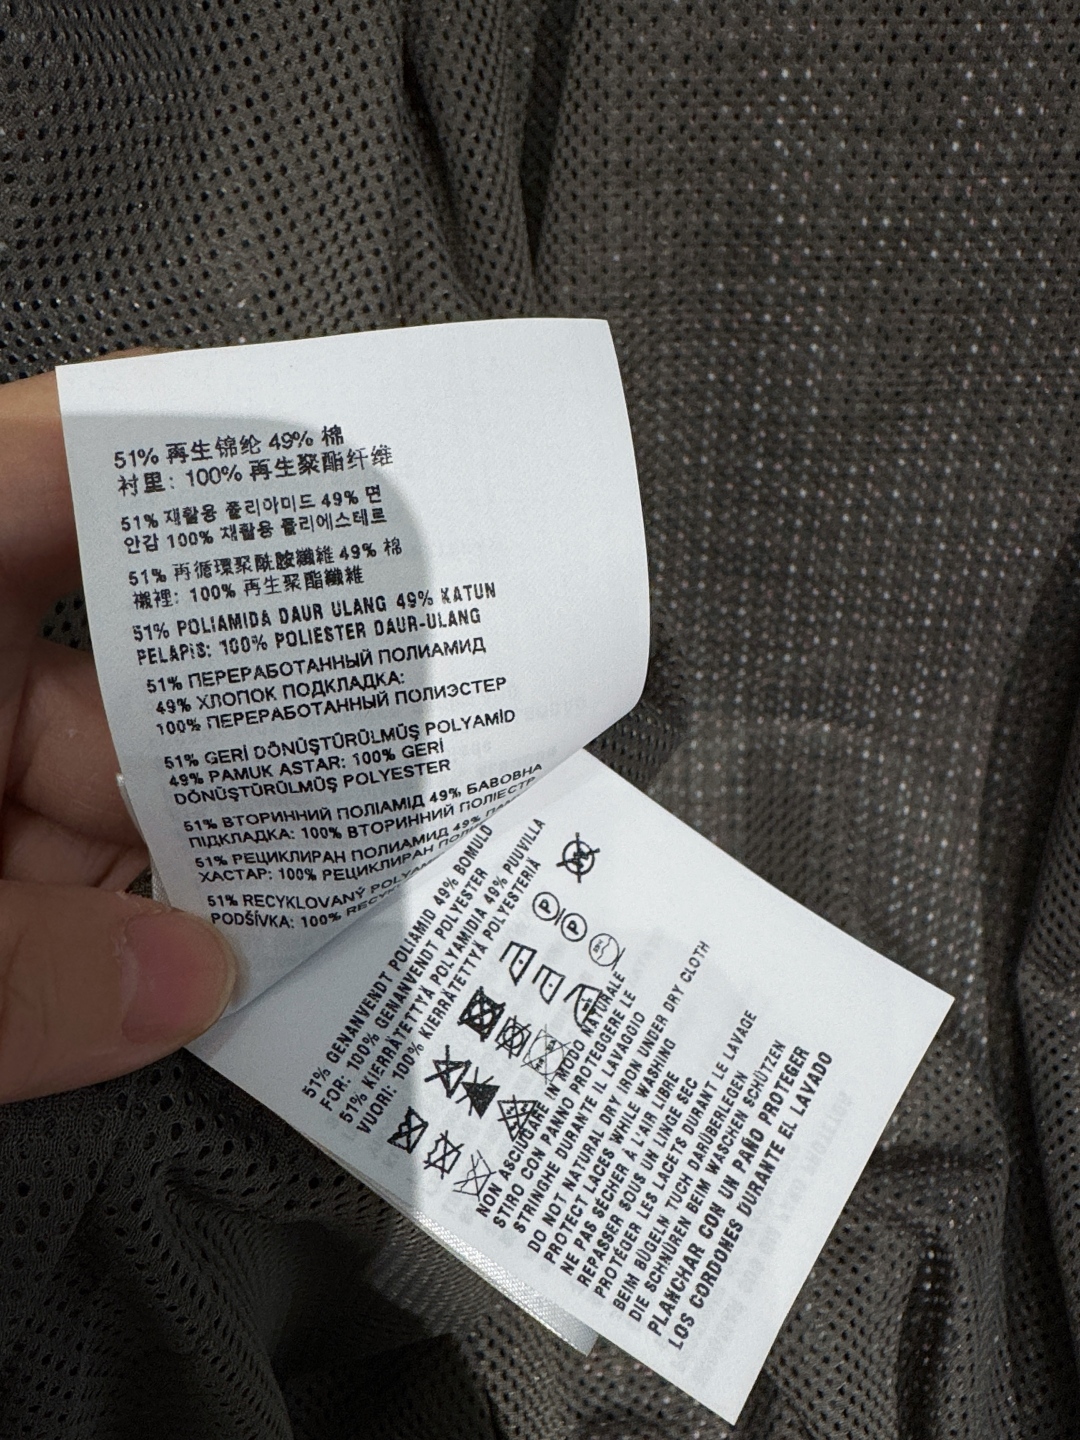 51% 再生锦纶 49% 棉
衬里: 100% 再生聚酯纤维
51% 재활용 폴리아미드 49% 면
안감 100% 재활용 폴리에스테르
51% 再循環聚酰胺纖維 49% 棉
襯裡: 100% 再生聚酯纖維
51% POLIAMIDA DAUR ULANG 49% KATUN
PELAPIS: 100% POLIESTER DAUR-ULANG
51% ПЕРЕРАБОТАННЫЙ ПОЛИАМИД
49% ХЛОПОК ПОДКЛАДКА:
100% ПЕРЕРАБОТАННЫЙ ПОЛИЭСТЕР
51% GERİ DÖNÜŞTÜRÜLMÜŞ POLYAMİD
49% PAMUK ASTAR: 100% GERİ
DÖNÜŞTÜRÜLMÜŞ POLYESTER
51% ВТОРИННИЙ ПОЛІАМІД 49% БАВОВНА
ПІДКЛАДКА: 100% ВТОРИННИЙ
51% РЕЦИКЛИРАН ПОЛИАМИД 49%
ХАСТАР: 100% РЕЦИКЛИРАН
51% RECYKLOVANÝ
PODŠÍVKA: 100%
51% GENANVENDT POLIAMID 49% BOMULD
FOR: 100% GENANVENDT POLYESTER
51% KIERRÄTETTYÄ POLYAMIDIA 49% PUUVILLA
VUORI: 100% KIERRÄTETTYÄ POLYESTERIÄ
P P
NON ASCIUGARE IN MODO NATURALE
STIRO CON PANNO PROTEGGERE LE
STRINGHE DURANTE IL LAVAGGIO
DO NOT NATURAL DRY IRON UNDER DRY CLOTH
PROTECT LACES WHILE WASHING
NE PAS SÉCHER À L'AIR LIBRE
REPASSER SOUS UN LINGE SEC
PROTÉGER LES LACETS DURANT LE LAVAGE
BEIM BÜGELN TUCH DARÜBERLEGEN
DIE SCHNÜREN BEIM WASCHEN SCHÜTZEN
PLANCHAR CON UN PAÑO PROTEGER
LOS CORDONES DURANTE EL LAVADO